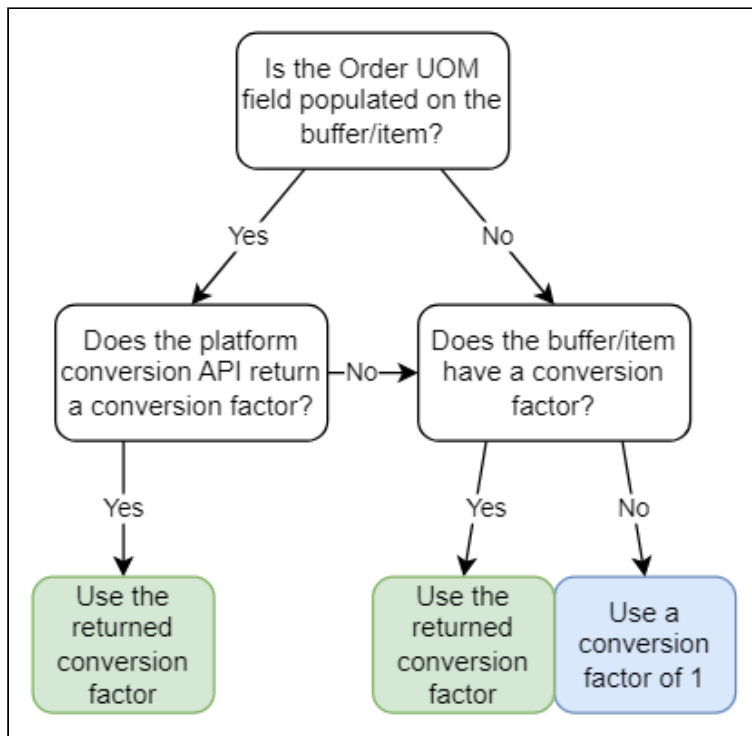 Is the Order UOM
field populated on the
buffer/item?
Yes
No
Does the platform
conversion API return
a conversion factor?
No
Does the buffer/item
have a conversion
factor?
Yes
Yes
No
Use the
returned
conversion
factor
Use the
returned
conversion
factor
Use a
conversion
factor of 1